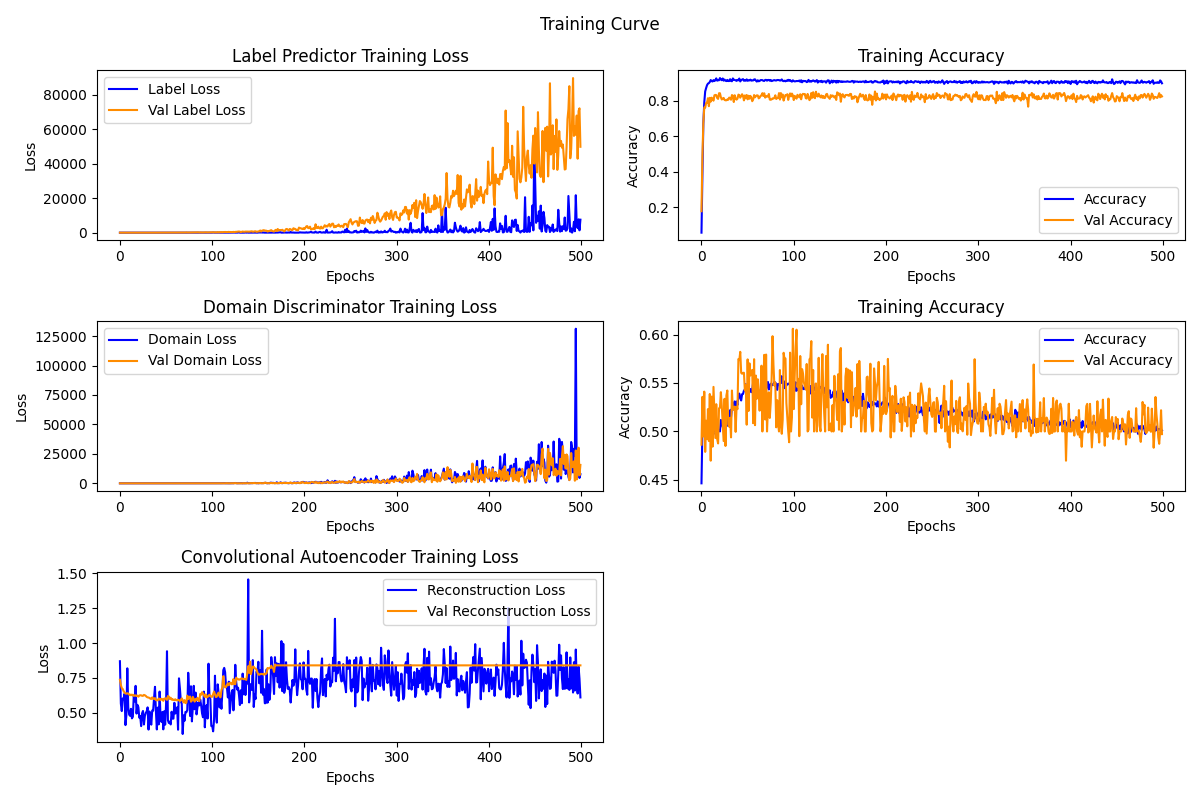 Training Curve
Label Predictor Training Loss
Loss
80000
60000
40000
20000
0
Label Loss
Val Label Loss
0 100 200 300 400 500
Epochs
Training Accuracy
Accuracy
0.8
0.6
0.4
0.2
Accuracy
Val Accuracy
0 100 200 300 400 500
Epochs
Domain Discriminator Training Loss
Loss
125000
100000
75000
50000
25000
0
Domain Loss
Val Domain Loss
0 100 200 300 400 500
Epochs
Training Accuracy
Accuracy
0.60
0.55
0.50
0.45
Accuracy
Val Accuracy
0 100 200 300 400 500
Epochs
Convolutional Autoencoder Training Loss
Loss
1.50
1.25
1.00
0.75
0.50
Reconstruction Loss
Val Reconstruction Loss
0 100 200 300 400 500
Epochs